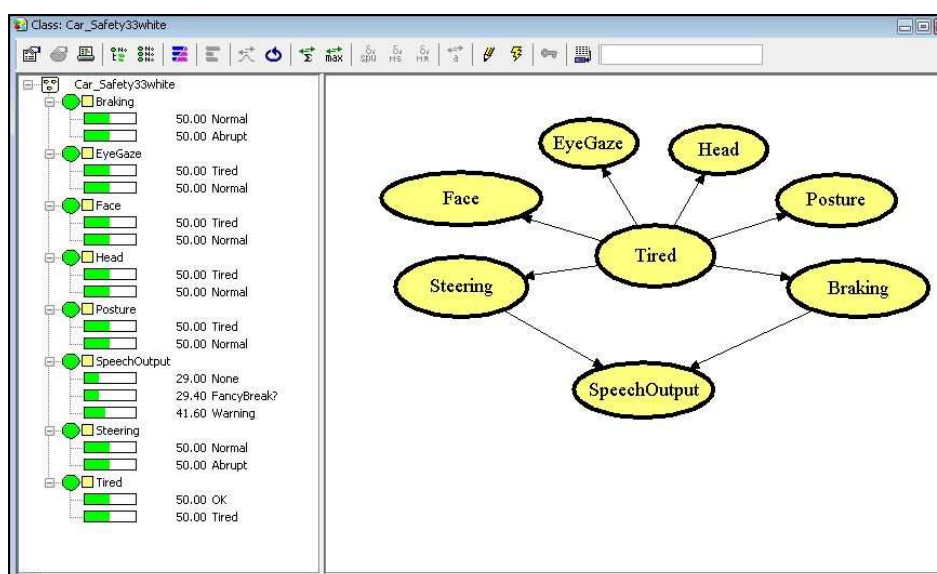 Class: Car_Safety33white
Σ max
a
Car_Safety33white
Braking
50.00 Normal
50.00 Abrupt
EyeGaze
50.00 Tired
50.00 Normal
Face
50.00 Tired
50.00 Normal
Head
50.00 Tired
50.00 Normal
Posture
50.00 Tired
50.00 Normal
SpeechOutput
29.00 None
29.40 FancyBreak?
41.60 Warning
Steering
50.00 Normal
50.00 Abrupt
Tired
50.00 OK
50.00 Tired
EyeGaze
Head
Face
Posture
Tired
Steering
Braking
SpeechOutput